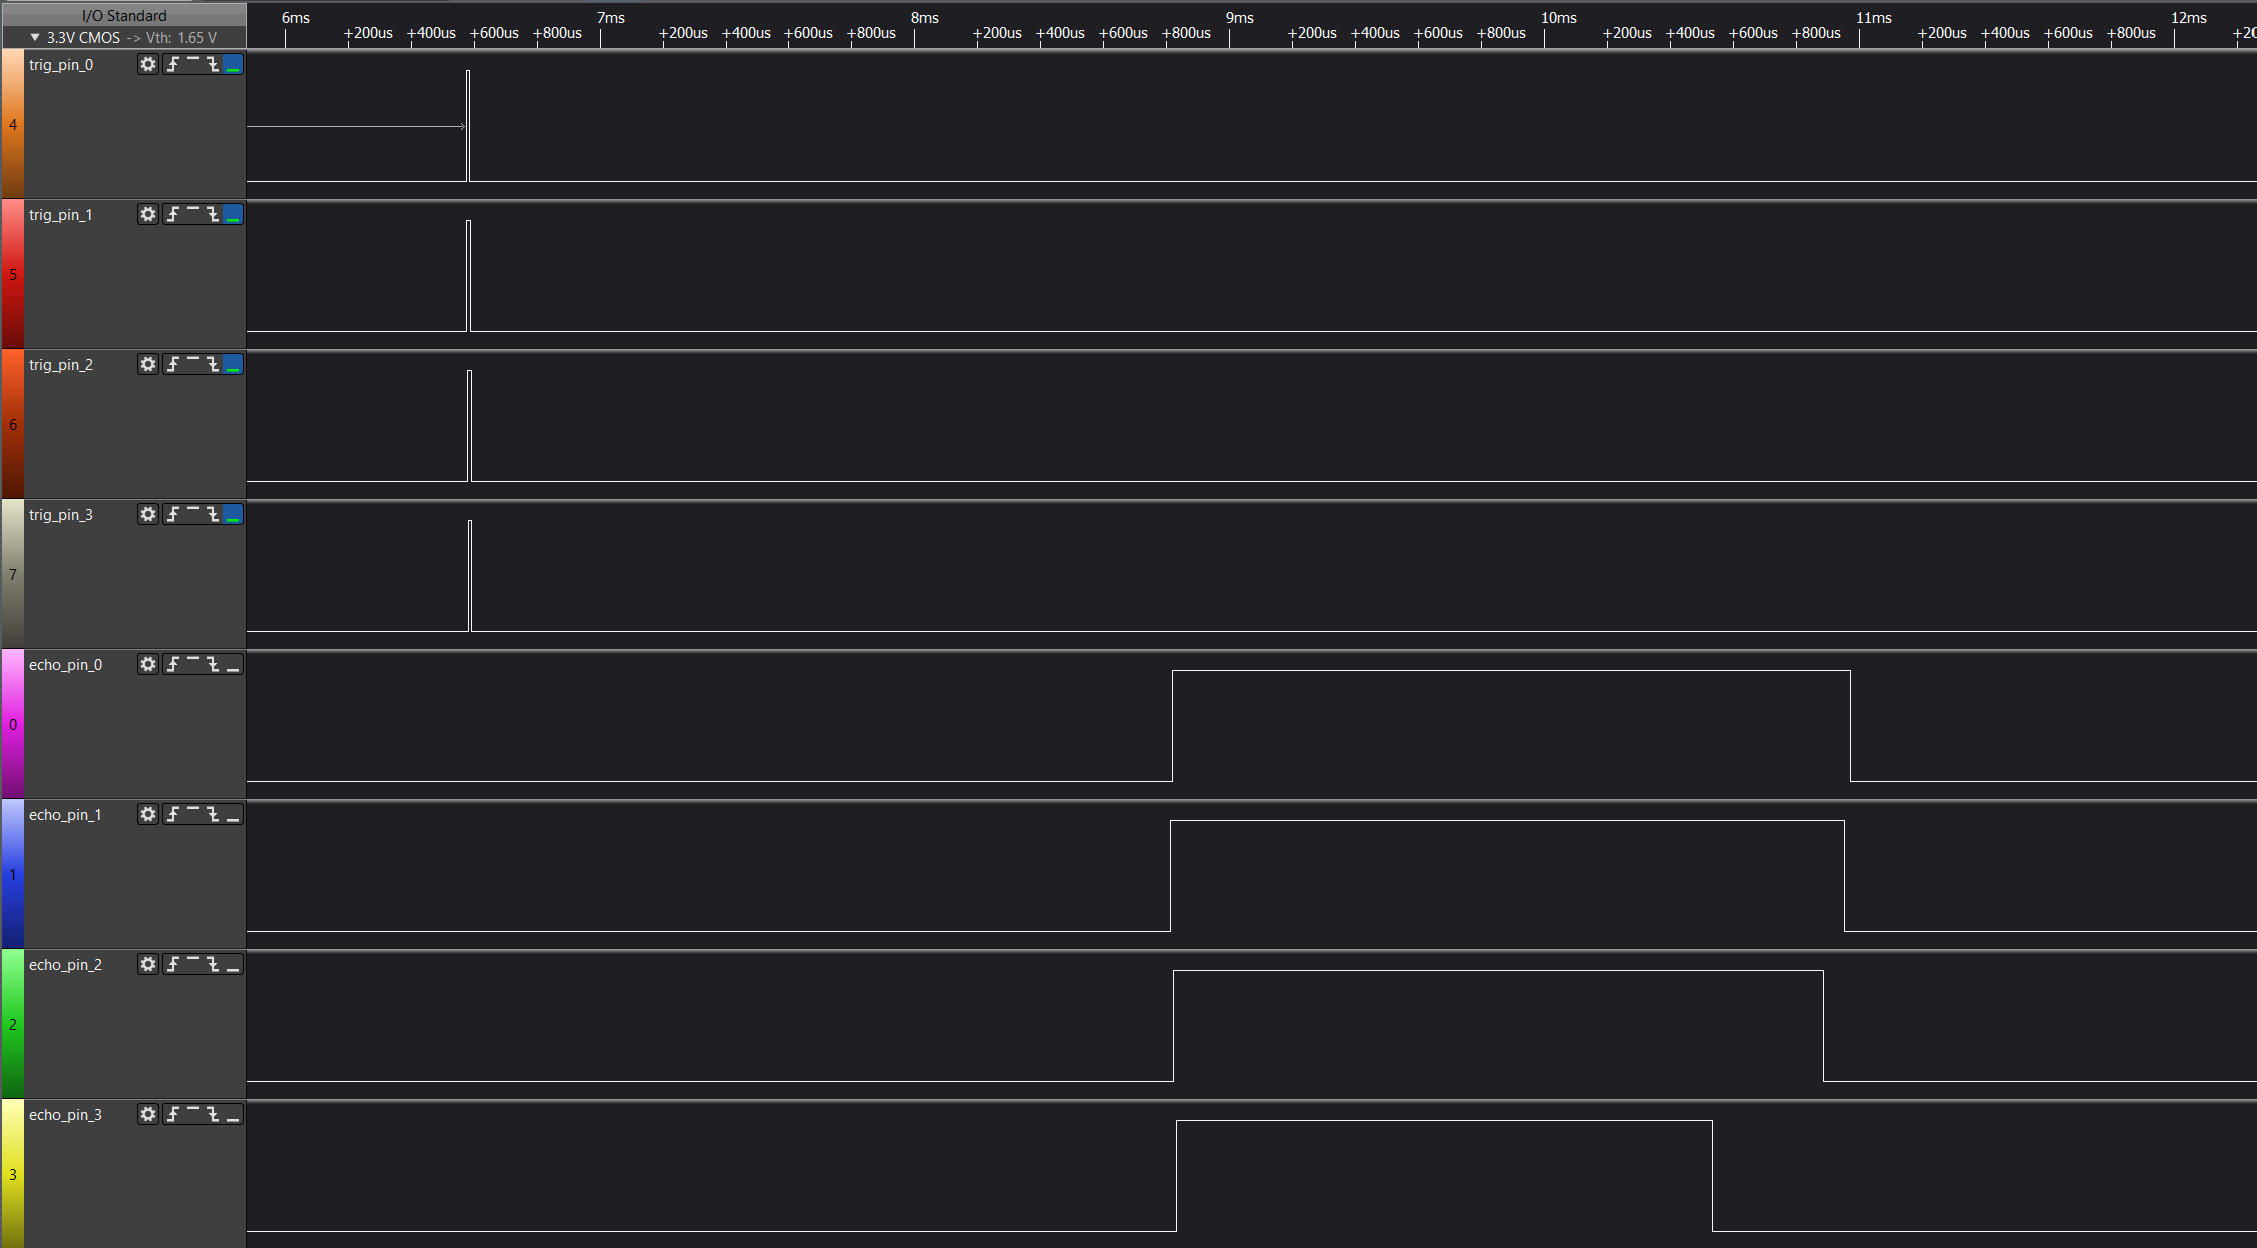 I/O Standard
3.3V CMOS -> Vth: 1.65 V
6ms 7ms 8ms 9ms 10ms 11ms 12ms
+200us +400us +600us +800us +200us +400us +600us +800us +200us +400us +600us +800us +200us +400us +600us +800us +200us +400us +600us +800us +200us +400us +600us +800us +20
trig_pin_0
4
trig_pin_1
5
trig_pin_2
6
trig_pin_3
7
echo_pin_0
0
echo_pin_1
1
echo_pin_2
2
echo_pin_3
3